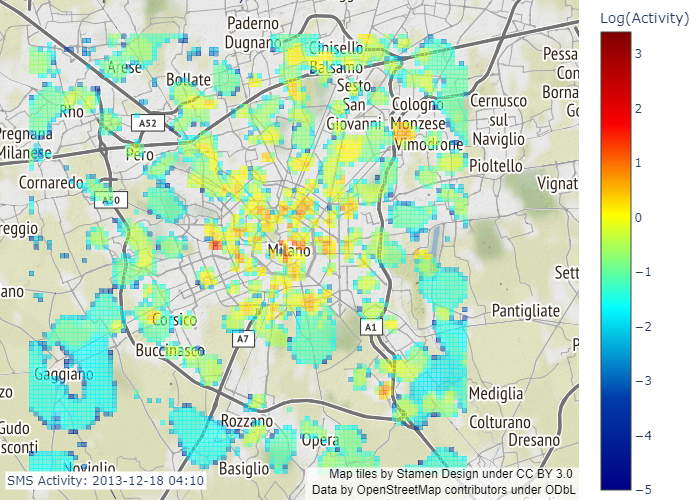 Paderno
Dugnano
Cinisello
Balsamo
Pessa
Con
Borna
Go
Arese
Bollate
Sesto
San
Giovanni
Cologno
Monzese
Cernusco
sul
Naviglio
Rho
A52
Pregnana
Milanese
Pero
Vimodrone
Pioltello
Cornaredo
A50
Vignat
reggio
Milano
Sett
ano
Pantigliate
Corsico
A7
A1
Buccinasco
P
Gaggiano
zo
Mediglia
Rozzano
Colturano
Gudo
sconti
Opera
Dresano
Noviglio
Basiglio
SMS Activity: 2013-12-18 04:10
Map tiles by Stamen Design under CC BY 3.0
Data by OpenStreetMap contributors under ODbL
Log(Activity)
3
2
1
0
−1
−2
−3
−4
−5